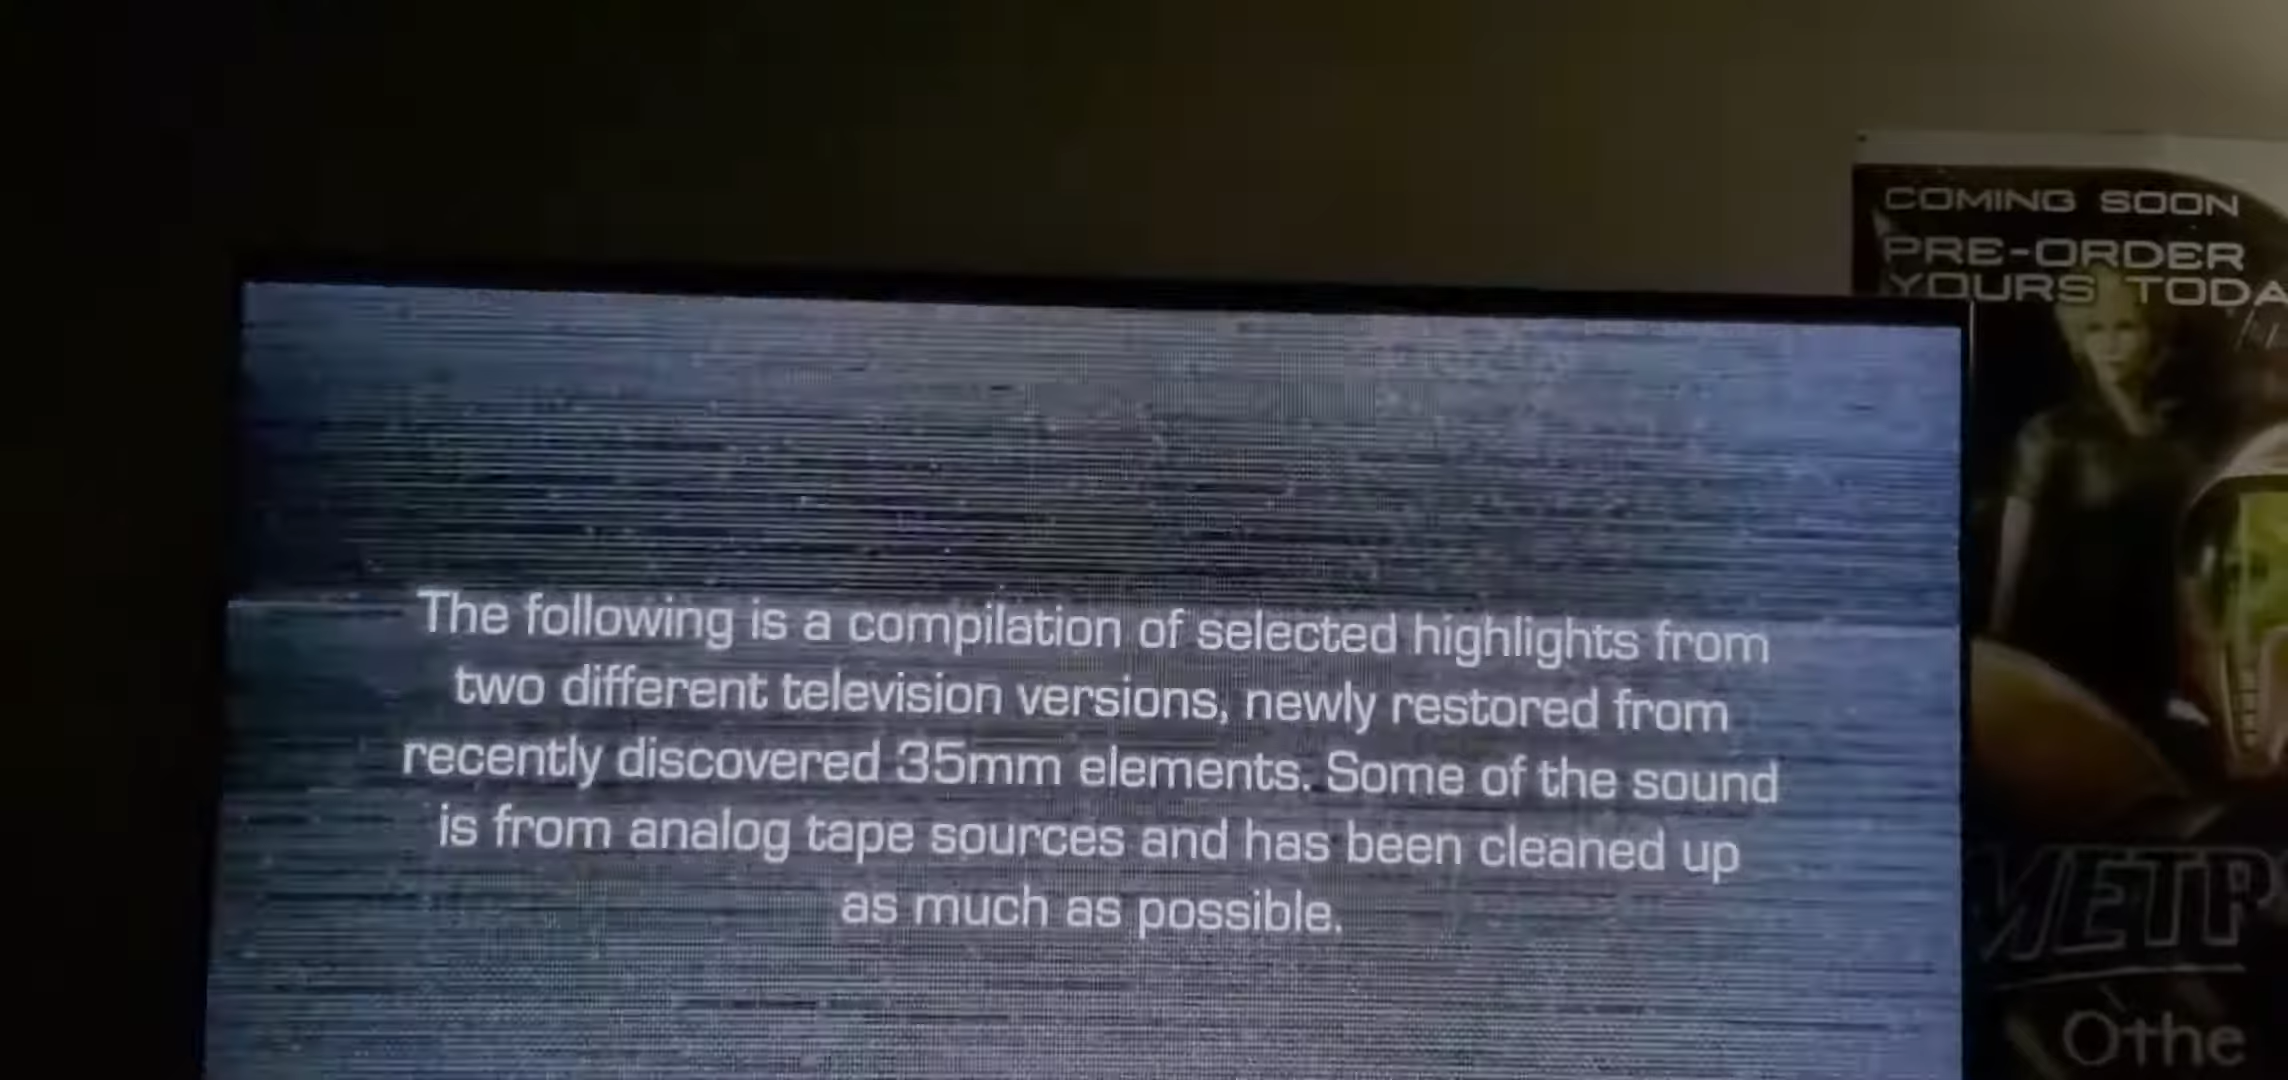 COMING SOON
PRE-ORDER
YOURS TODA
The following is a compilation of selected highlights from
two different television versions, newly restored from
recently discovered 35mm elements. Some of the sound
is from analog tape sources and has been cleaned up
as much as possible.
METR
Othe